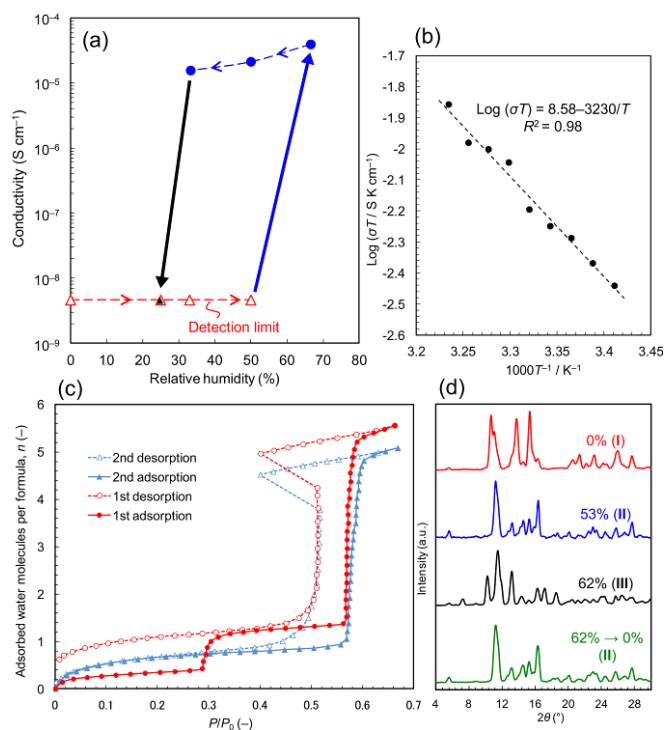 (a)
Conductivity (S cm⁻¹)
10⁻⁴
10⁻⁵
10⁻⁶
10⁻⁷
10⁻⁸
10⁻⁹
Detection limit
0 10 20 30 40 50 60 70 80
Relative humidity (%)
(b)
Log (σT / S K cm⁻¹)
-1.7
-1.8
-1.9
-2
-2.1
-2.2
-2.3
-2.4
-2.5
-2.6
Log (σT) = 8.58–3230/T
R² = 0.98
3.2 3.25 3.3 3.35 3.4 3.45
1000T⁻¹ / K⁻¹
(c)
Adsorbed water molecules per formula, n (–)
6
5
4
3
2
1
0
2nd desorption
2nd adsorption
1st desorption
1st adsorption
0 0.1 0.2 0.3 0.4 0.5 0.6 0.7
P/P₀ (–)
(d)
Intensity (a.u.)
0% (I)
53% (II)
62% (III)
62% → 0%
(II)
4 8 12 16 20 24 28
2θ (°)